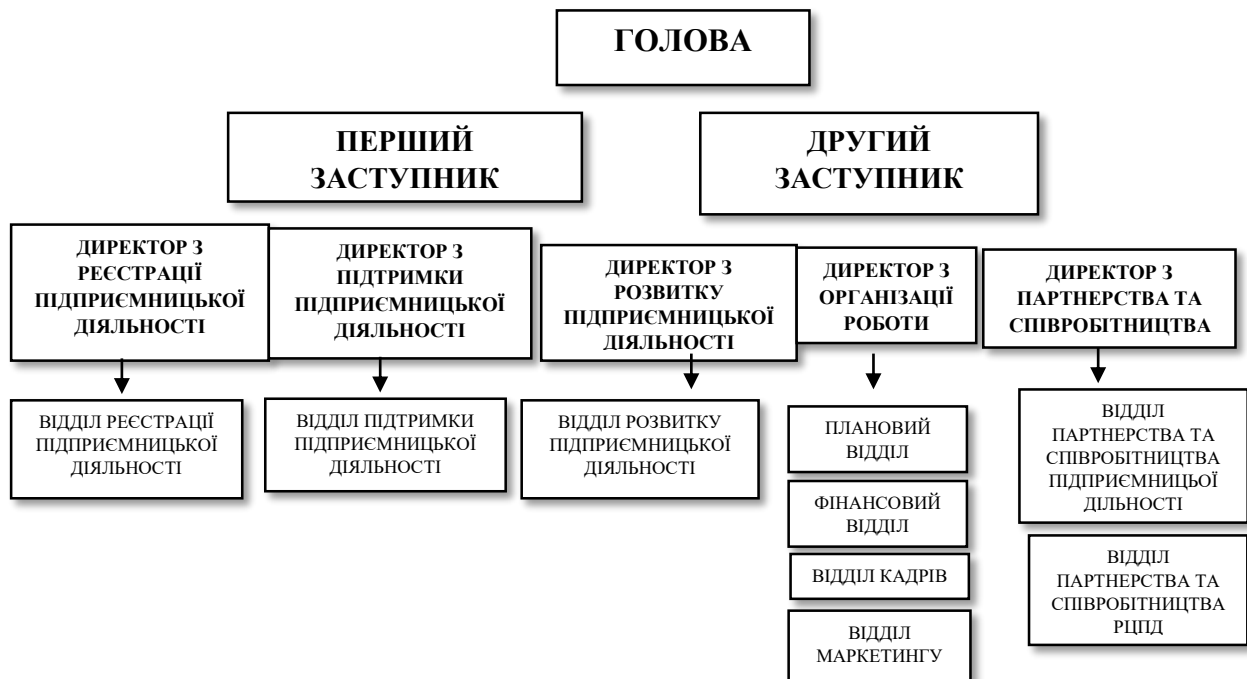 ГОЛОВА
ПЕРШИЙ
ЗАСТУПНИК
ДРУГИЙ
ЗАСТУПНИК
ДИРЕКТОР З
РЕЄСТРАЦІЇ
ПІДПРИЄМНИЦЬКОЇ
ДІЯЛЬНОСТІ
ДИРЕКТОР З
ПІДТРИМКИ
ПІДПРИЄМНИЦЬКОЇ
ДІЯЛЬНОСТІ
ДИРЕКТОР З
РОЗВИТКУ
ПІДПРИЄМНИЦЬКОЇ
ДІЯЛЬНОСТІ
ДИРЕКТОР З
ОРГАНІЗАЦІЇ
РОБОТИ
ДИРЕКТОР З
ПАРТНЕРСТВА ТА
СПІВРОБІТНИЦТВА
ВІДДІЛ РЕЄСТРАЦІЇ
ПІДПРИЄМНИЦЬКОЇ
ДІЯЛЬНОСТІ
ВІДДІЛ ПІДТРИМКИ
ПІДПРИЄМНИЦЬКОЇ
ДІЯЛЬНОСТІ
ВІДДІЛ РОЗВИТКУ
ПІДПРИЄМНИЦЬКОЇ
ДІЯЛЬНОСТІ
ПЛАНОВИЙ
ВІДДІЛ
ФІНАНСОВИЙ
ВІДДІЛ
ВІДДІЛ КАДРІВ
ВІДДІЛ
МАРКЕТИНГУ
ВІДДІЛ
ПАРТНЕРСТВА ТА
СПІВРОБІТНИЦТВА
ПІДПРИЄМНИЦЬОЇ
ДІЛЬНОСТІ
ВІДДІЛ
ПАРТНЕРСТВА ТА
СПІВРОБІТНИЦТВА
РЦПД